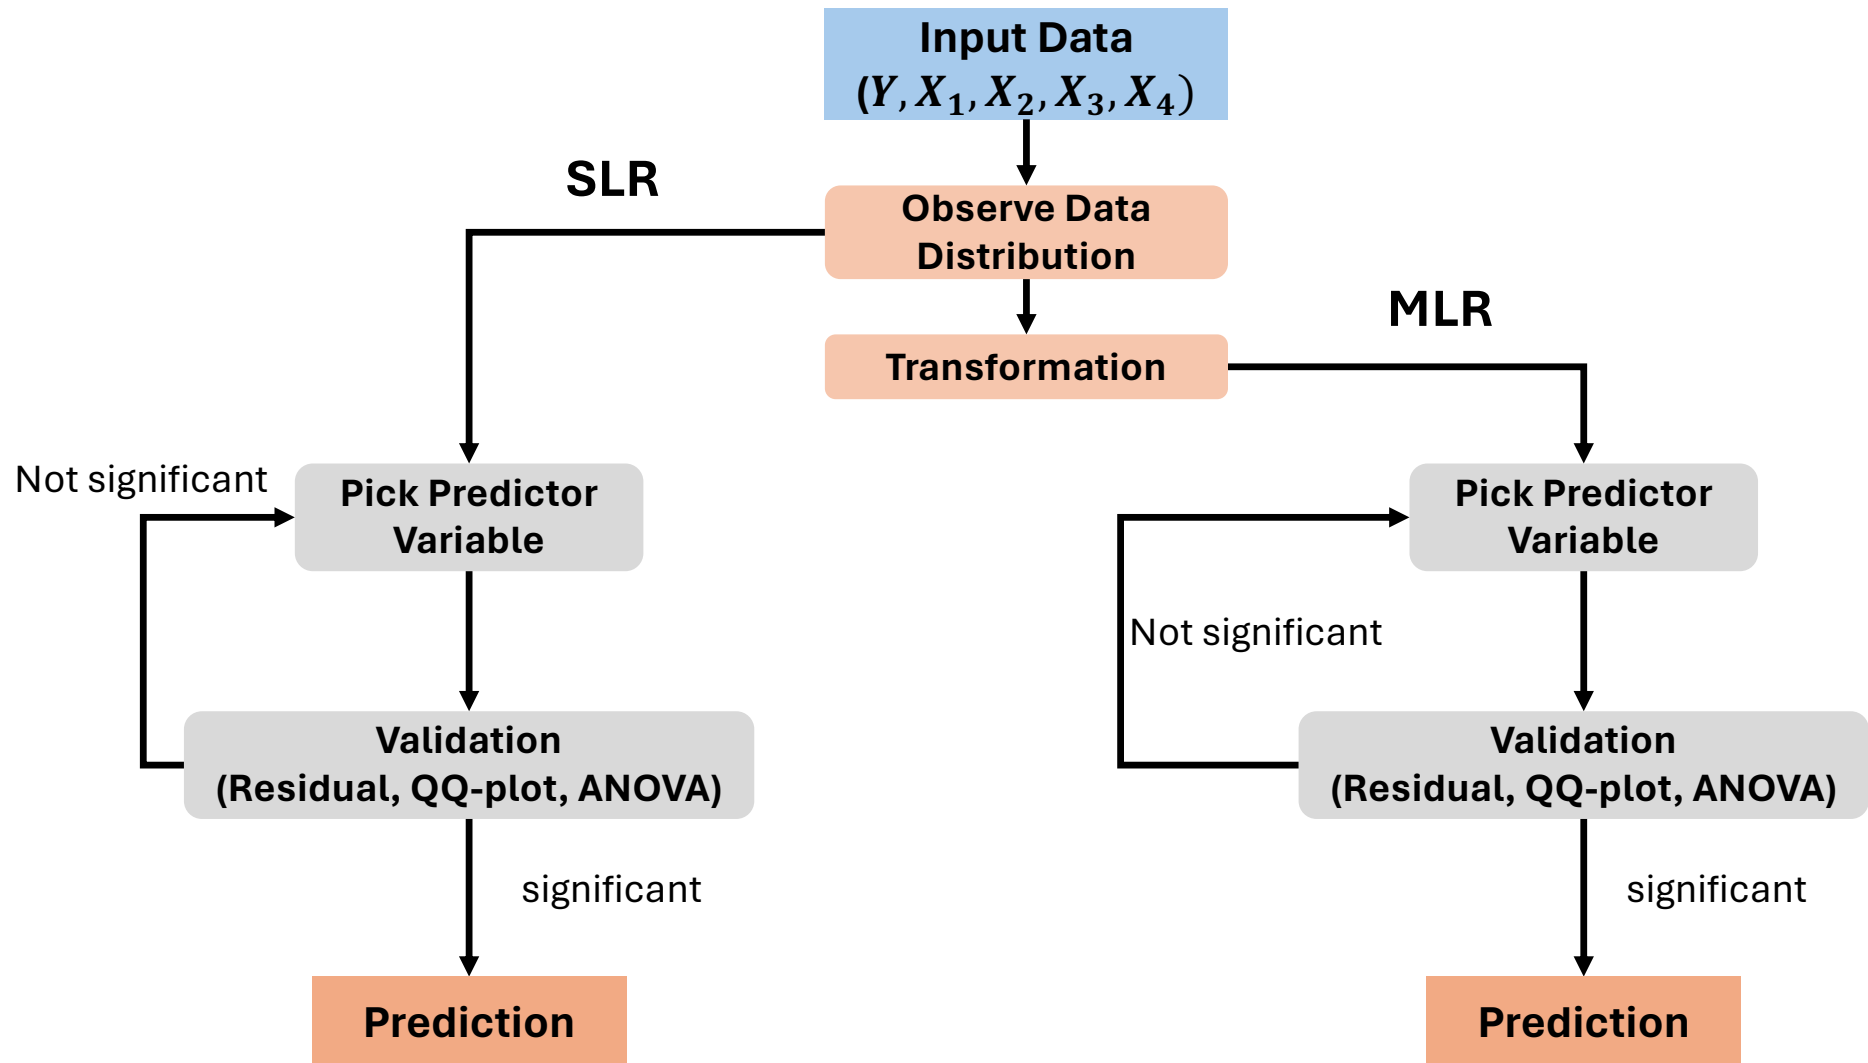 Input Data
(Y, X₁, X₂, X₃, X₄)
SLR
Observe Data
Distribution
MLR
Transformation
Not significant
Pick Predictor
Variable
Pick Predictor
Variable
Not significant
Validation
(Residual, QQ-plot, ANOVA)
Validation
(Residual, QQ-plot, ANOVA)
significant
significant
Prediction
Prediction